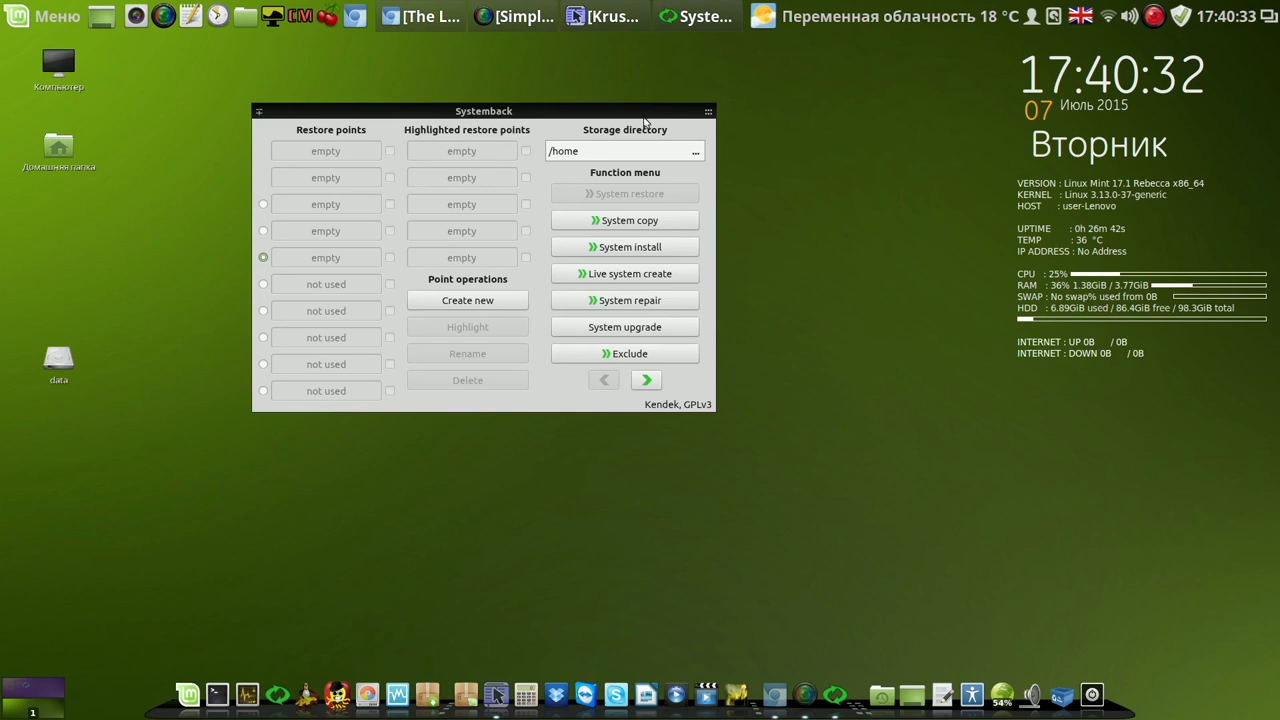 Меню
[The L...
[Simpl...
[Krus...
Syste...
Переменная облачность 18 °C
17:40:33
Компьютер
Домашняя папка
data
Systemback
Restore points
Highlighted restore points
Storage directory
empty
empty
/home
...
Function menu
empty
empty
System restore
empty
empty
System copy
empty
empty
System install
empty
empty
Live system create
Point operations
not used
Create new
System repair
not used
Highlight
System upgrade
not used
Rename
Exclude
not used
Delete
not used
Kendek, GPLv3
17:40:32
07 Июль 2015
Вторник
VERSION : Linux Mint 17.1 Rebecca x86_64
KERNEL : Linux 3.13.0-37-generic
HOST : user-Lenovo
UPTIME : 0h 26m 42s
TEMP : 36 °C
IP ADDRESS : No Address
CPU : 25%
RAM : 36% 1.38GiB / 3.77GiB
SWAP : No swap% used from 0B
HDD : 6.89GiB used / 86.4GiB free / 98.3GiB total
INTERNET : UP 0B / 0B
INTERNET : DOWN 0B / 0B
1
54%